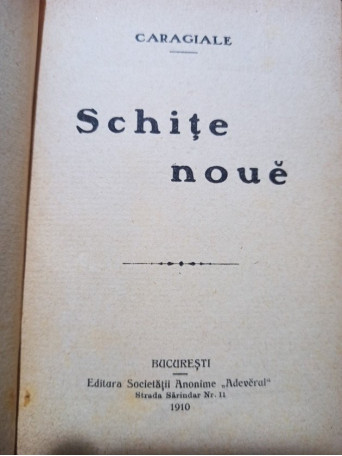 CARAGIALE
Schițe
nouĕ
BUCUREȘTI
Editura Societății Anonime „Adevĕrul”
Strada Sărindar Nr. 11
1910